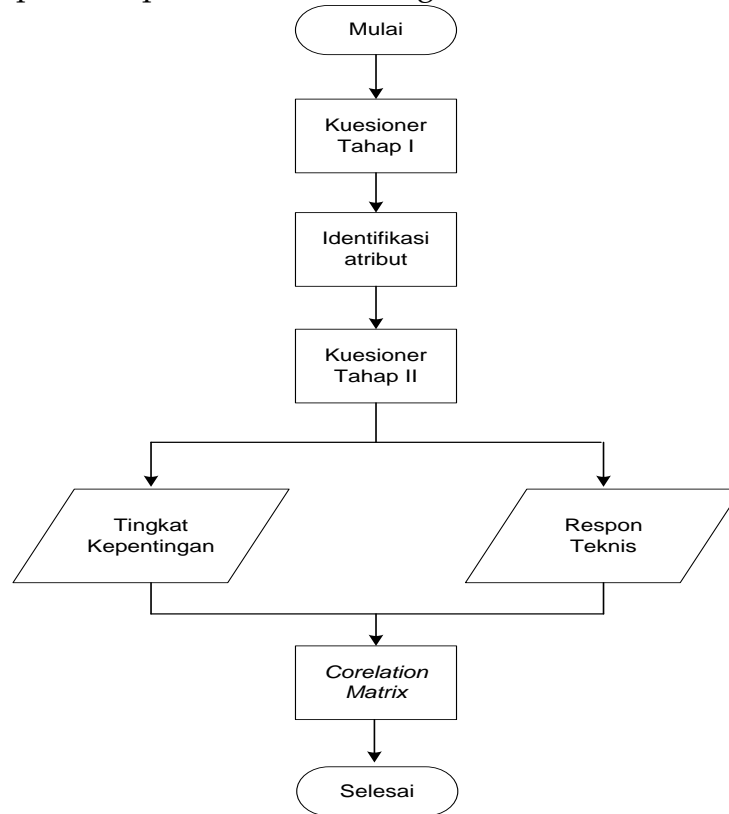 Mulai
Kuesioner
Tahap I
Identifikasi
atribut
Kuesioner
Tahap II
Tingkat
Kepentingan
Respon
Teknis
Corelation
Matrix
Selesai